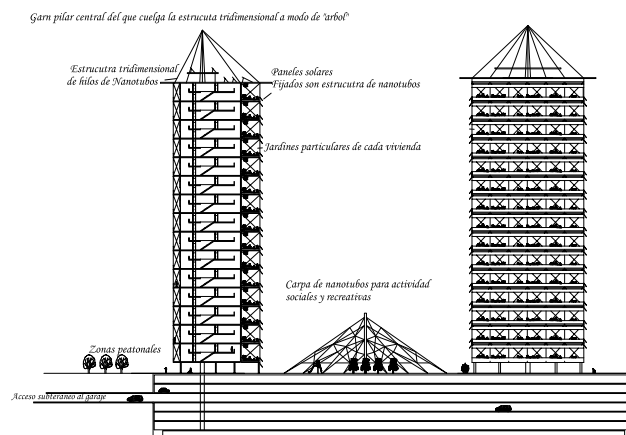 Garn pilar central del que cuelga la estrucuta tridimensional a modo de "arbol"
Estrucutra tridimensional
de hilos de Nanotubos
Paneles solares
Fijados son estrucutra de nanotubos
Jardines particulares de cada vivienda
Carpa de nanotubos para actividad
sociales y recreativas
Zonas peatonales
Acceso subterraneo al garaje